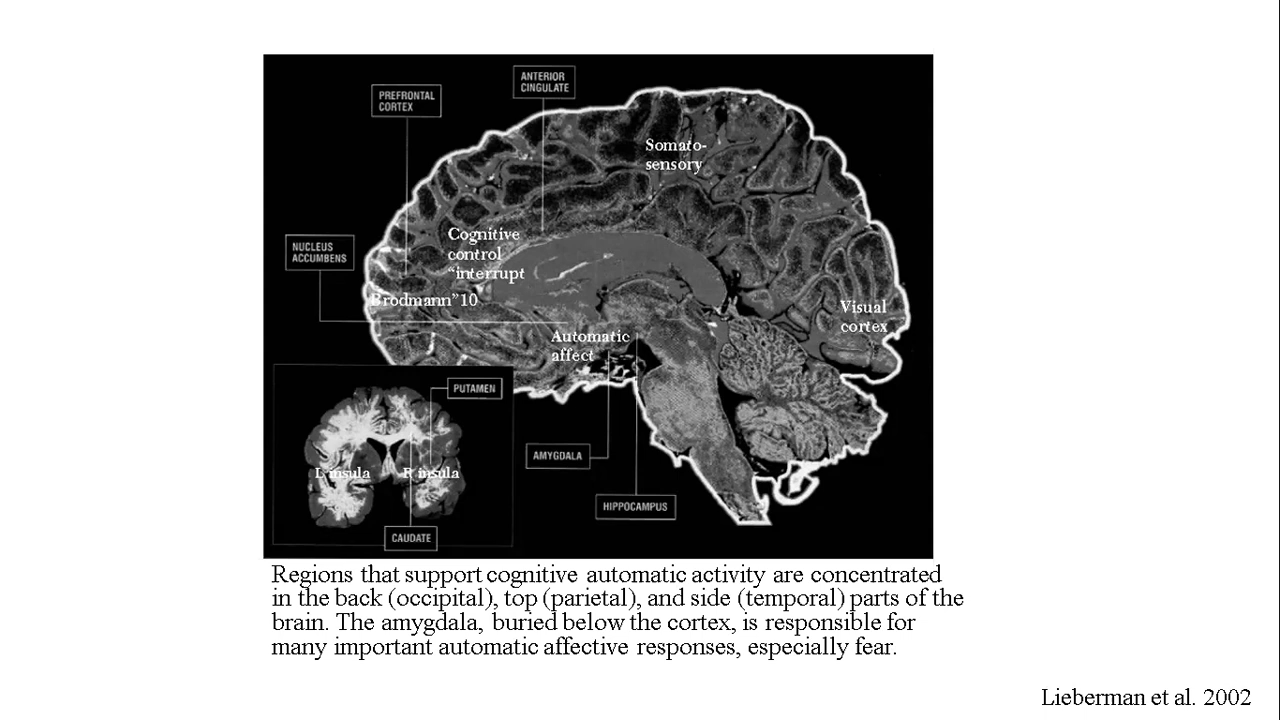 ANTERIOR
CINGULATE
PREFRONTAL
CORTEX
Somato-
sensory
Cognitive
control
“interrupt
NUCLEUS
ACCUMBENS
Brodmann”10
Visual
cortex
Automatic
affect
PUTAMEN
L insula
R insula
AMYGDALA
HIPPOCAMPUS
CAUDATE
Regions that support cognitive automatic activity are concentrated
in the back (occipital), top (parietal), and side (temporal) parts of the
brain. The amygdala, buried below the cortex, is responsible for
many important automatic affective responses, especially fear.
Lieberman et al. 2002